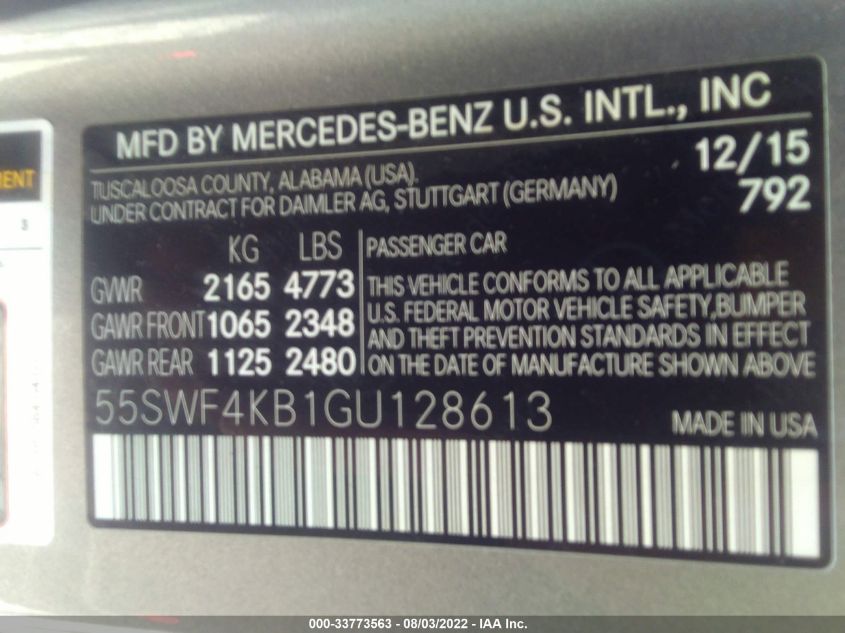 MFD BY MERCEDES-BENZ U.S. INTL., INC
TUSCALOOSA COUNTY, ALABAMA (USA). 12/15
UNDER CONTRACT FOR DAIMLER AG, STUTTGART (GERMANY) 792
KG LBS PASSENGER CAR
GVWR 2165 4773 THIS VEHICLE CONFORMS TO ALL APPLICABLE
GAWR FRONT 1065 2348 U.S. FEDERAL MOTOR VEHICLE SAFETY, BUMPER
AND THEFT PREVENTION STANDARDS IN EFFECT
GAWR REAR 1125 2480 ON THE DATE OF MANUFACTURE SHOWN ABOVE
55SWF4KB1GU128613 MADE IN USA
000-33773563 - 08/03/2022 - IAA Inc.